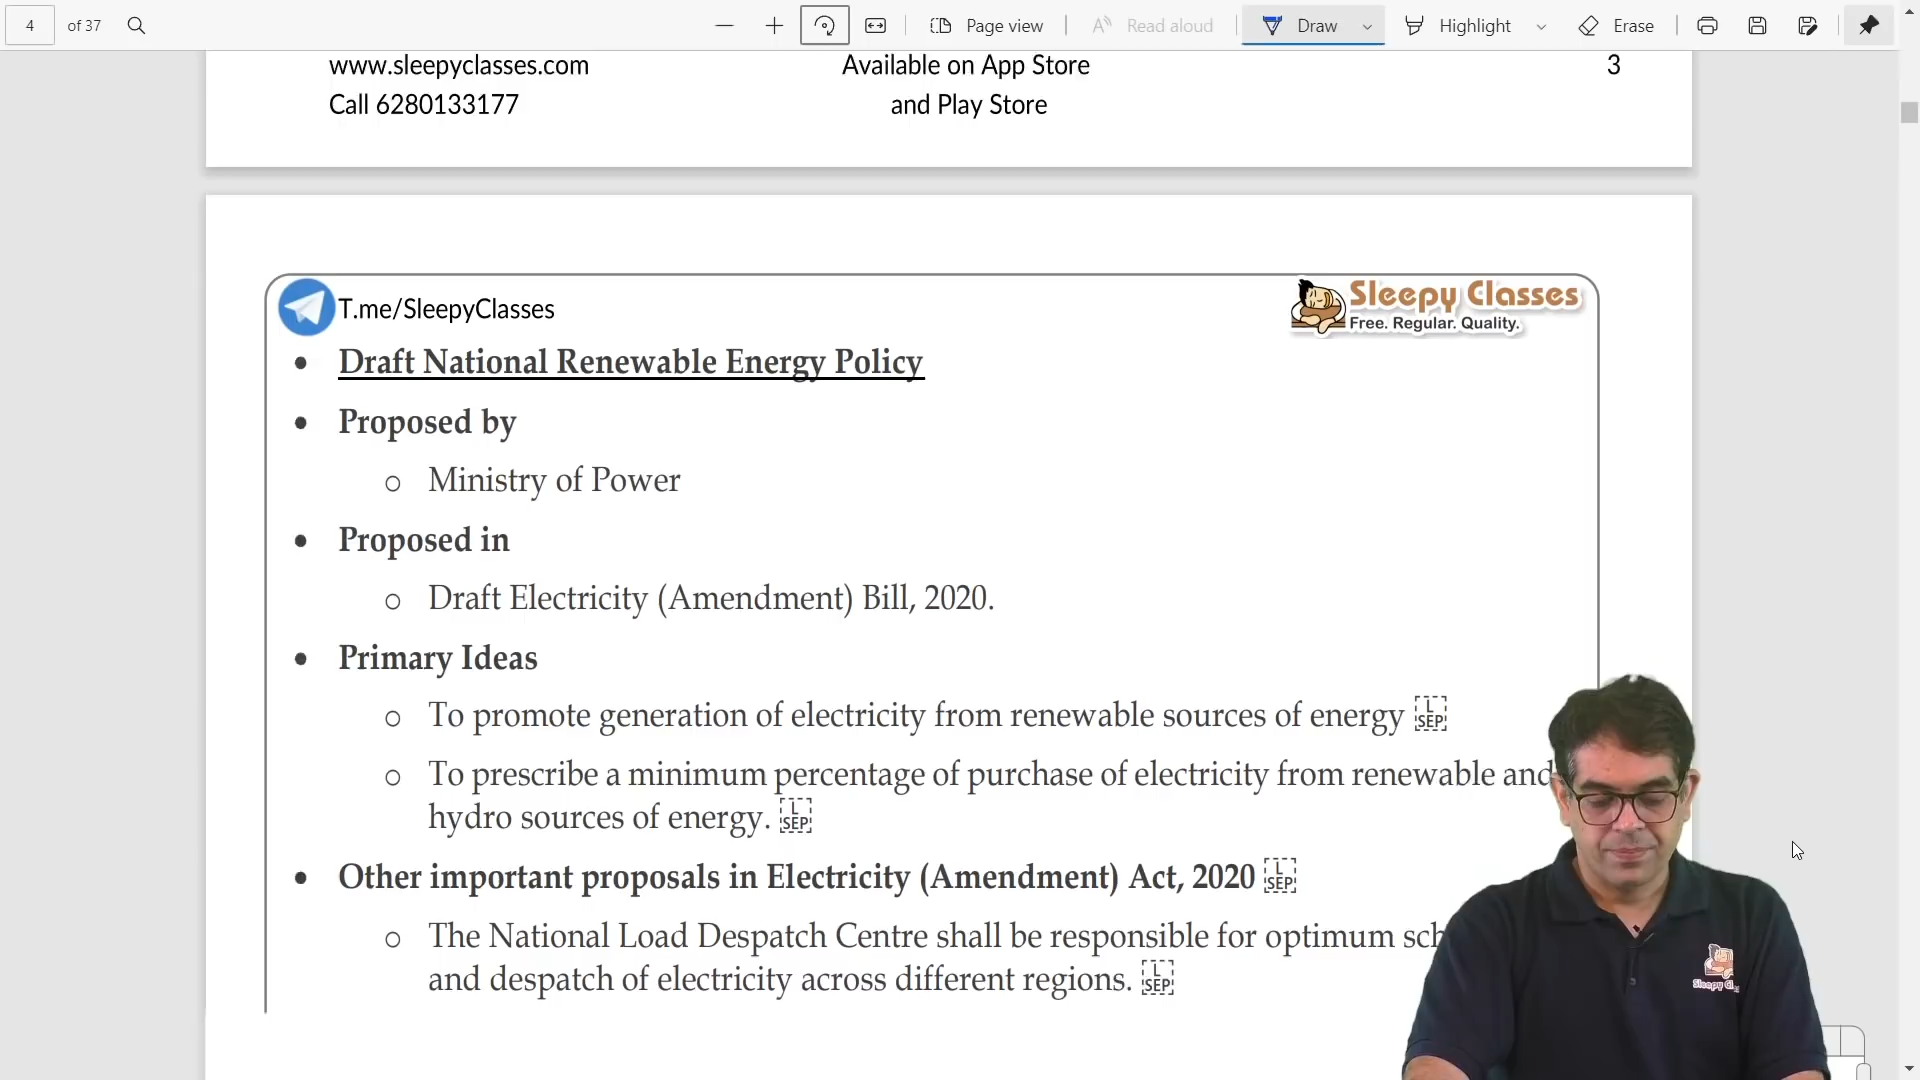 4 of 37 Page view Read aloud Draw Highlight Erase
www.sleepyclasses.com Available on App Store 3
Call 6280133177 and Play Store
T.me/SleepyClasses Sleepy Classes
Free. Regular. Quality.
• Draft National Renewable Energy Policy
• Proposed by
o Ministry of Power
• Proposed in
o Draft Electricity (Amendment) Bill, 2020.
• Primary Ideas
o To promote generation of electricity from renewable sources of energy L SEP
o To prescribe a minimum percentage of purchase of electricity from renewable and
hydro sources of energy. L SEP
• Other important proposals in Electricity (Amendment) Act, 2020 L SEP
o The National Load Despatch Centre shall be responsible for optimum
and despatch of electricity across different regions. L SEP